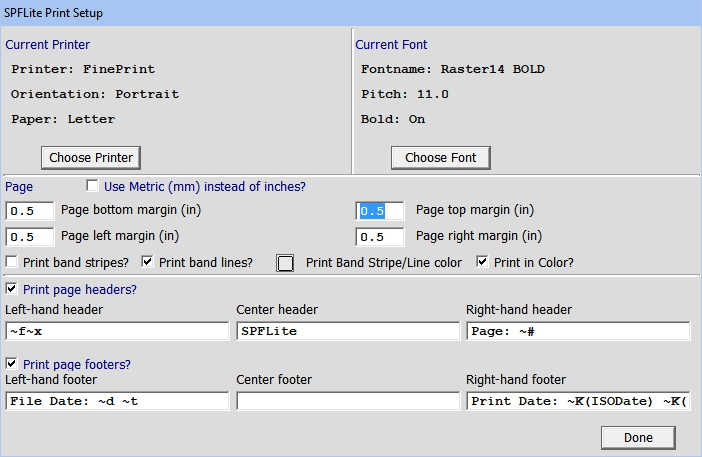 SPFLite Print Setup
Current Printer
Printer: FinePrint
Orientation: Portrait
Paper: Letter
Choose Printer
Current Font
Fontname: Raster14 BOLD
Pitch: 11.0
Bold: On
Choose Font
Page Use Metric (mm) instead of inches?
0.5 Page bottom margin (in) 0.5 Page top margin (in)
0.5 Page left margin (in) 0.5 Page right margin (in)
Print band stripes? Print band lines? Print Band Stripe/Line color Print in Color?
Print page headers?
Left-hand header Center header Right-hand header
~f~x SPFLite Page: ~#
Print page footers?
Left-hand footer Center footer Right-hand footer
File Date: ~d ~t Print Date: ~K(ISODate) ~K(
Done